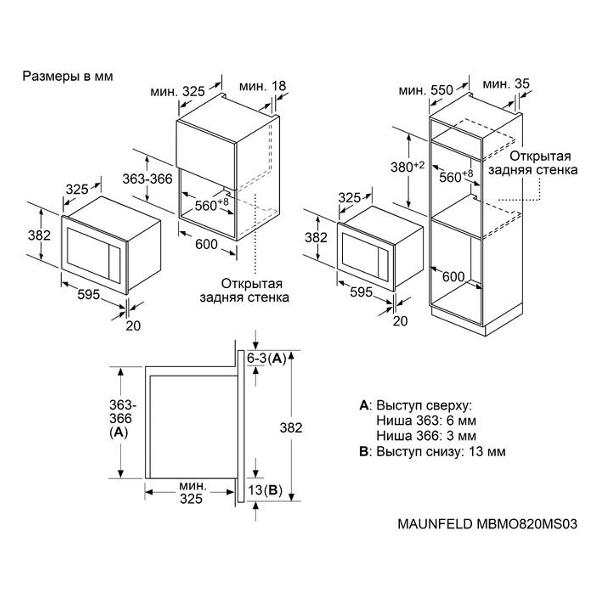 Размеры в мм
мин. 325
мин. 18
363-366
560+8
600
Открытая
задняя стенка
325
382
595
20
мин. 550
мин. 35
380+2
Открытая
задняя стенка
560+8
600
325
382
595
20
6-3(A)
363-
366
(A)
382
мин.
325
13(B)
A: Выступ сверху:
Ниша 363: 6 мм
Ниша 366: 3 мм
B: Выступ снизу: 13 мм
MAUNFELD MBMO820MS03